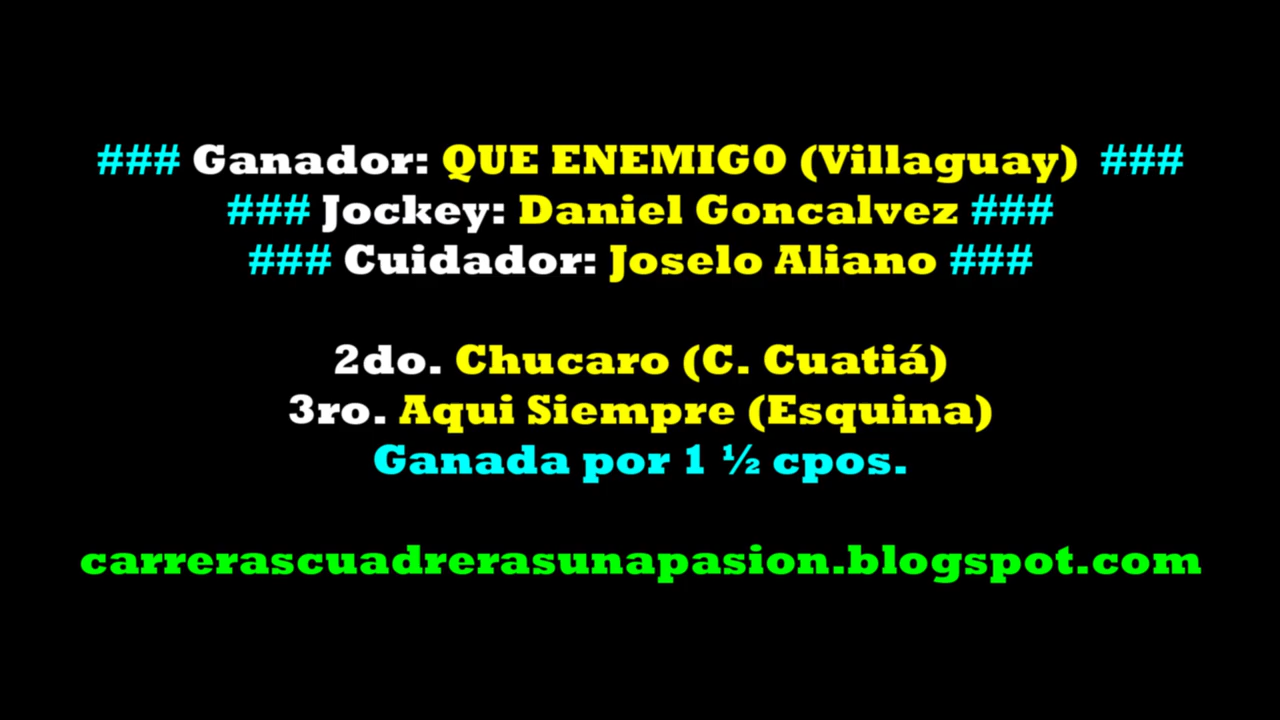 ### Ganador: QUE ENEMIGO (Villaguay) ###
### Jockey: Daniel Goncalvez ###
### Cuidador: Joselo Aliano ###
2do. Chucaro (C. Cuatiá)
3ro. Aqui Siempre (Esquina)
Ganada por 1 ½ cpos.
carrerascuadrerasunapasion.blogspot.com